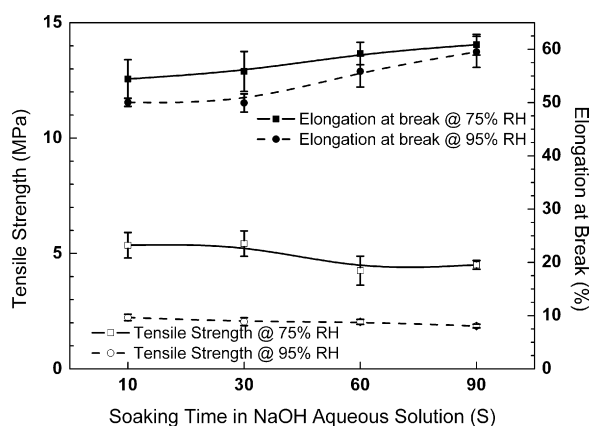 15
10
5
0
Tensile Strength (MPa)
Elongation at break @ 75% RH
Elongation at break @ 95% RH
Tensile Strength @ 75% RH
Tensile Strength @ 95% RH
60
50
40
30
20
10
0
Elongation at Break (%)
10 30 60 90
Soaking Time in NaOH Aqueous Solution (S)